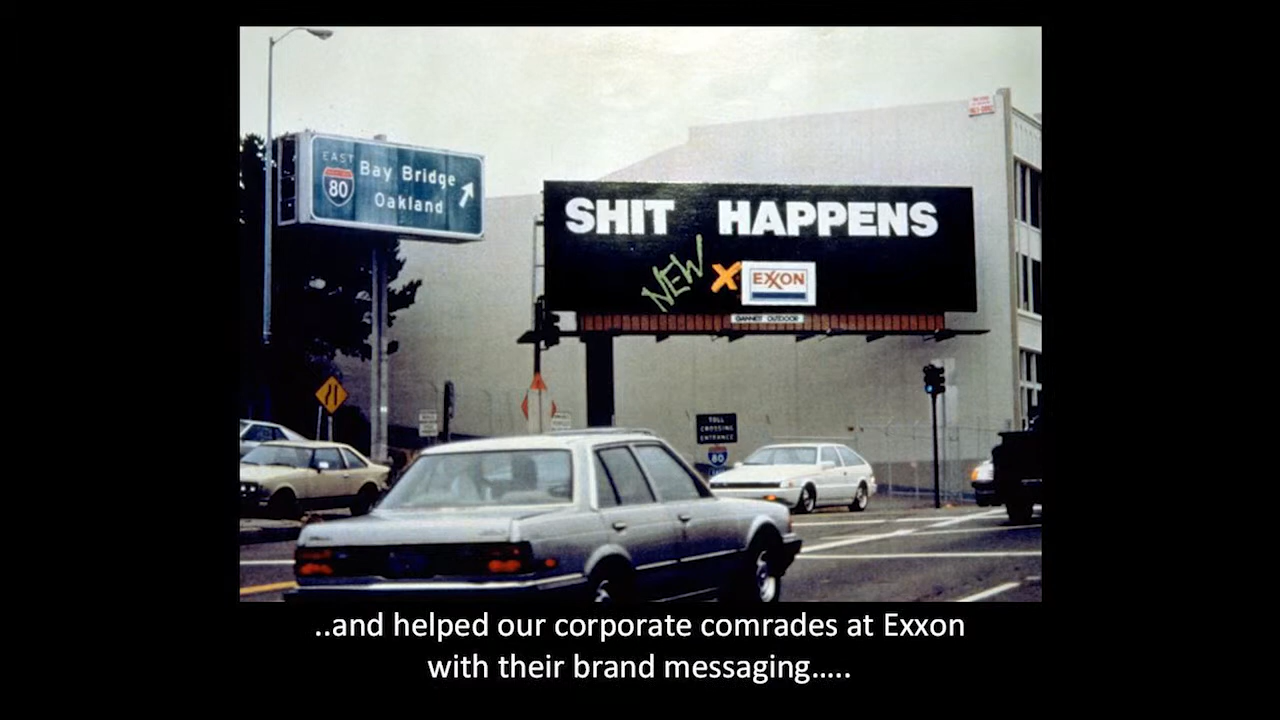 EAST
80
Bay Bridge
Oakland
SHIT HAPPENS
NEW X EXXON
GANNETT OUTDOOR
TOLL
CROSSING
ENTRANCE
80
..and helped our corporate comrades at Exxon
with their brand messaging…..